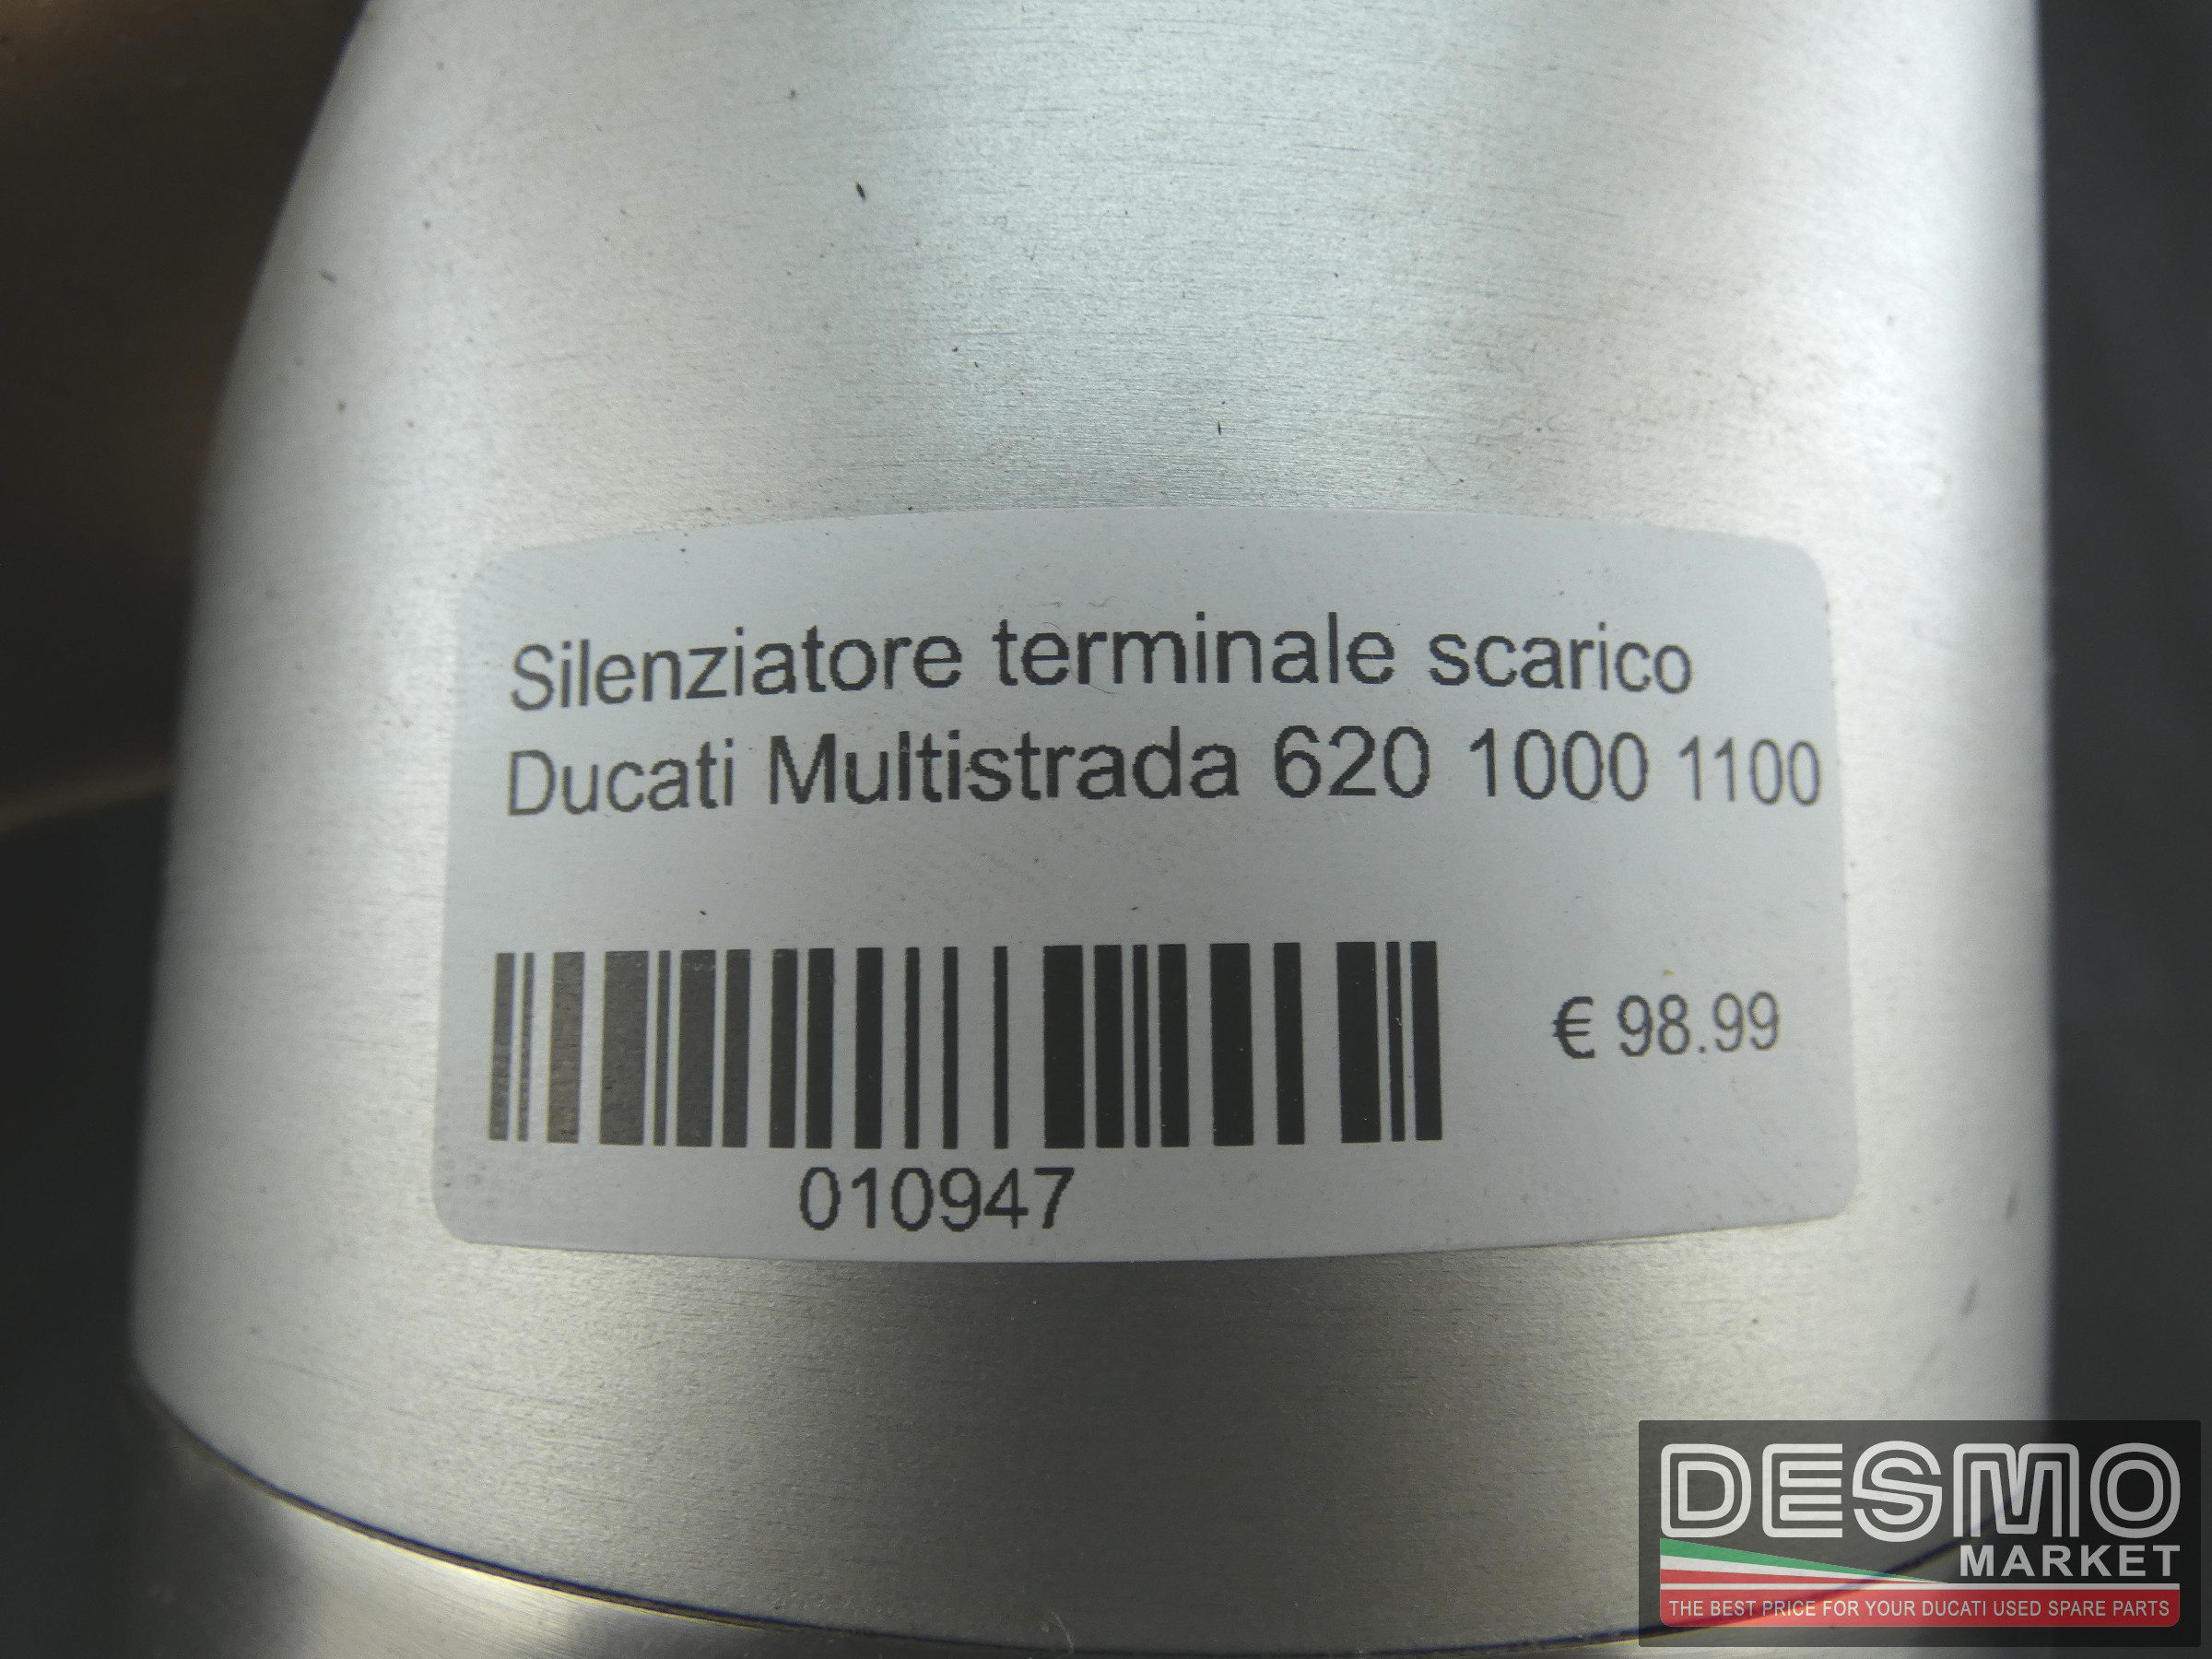 Silenziatore terminale scarico
Ducati Multistrada 620 1000 1100
€ 98.99
010947
DESMO
MARKET
THE BEST PRICE FOR YOUR DUCATI USED SPARE PARTS